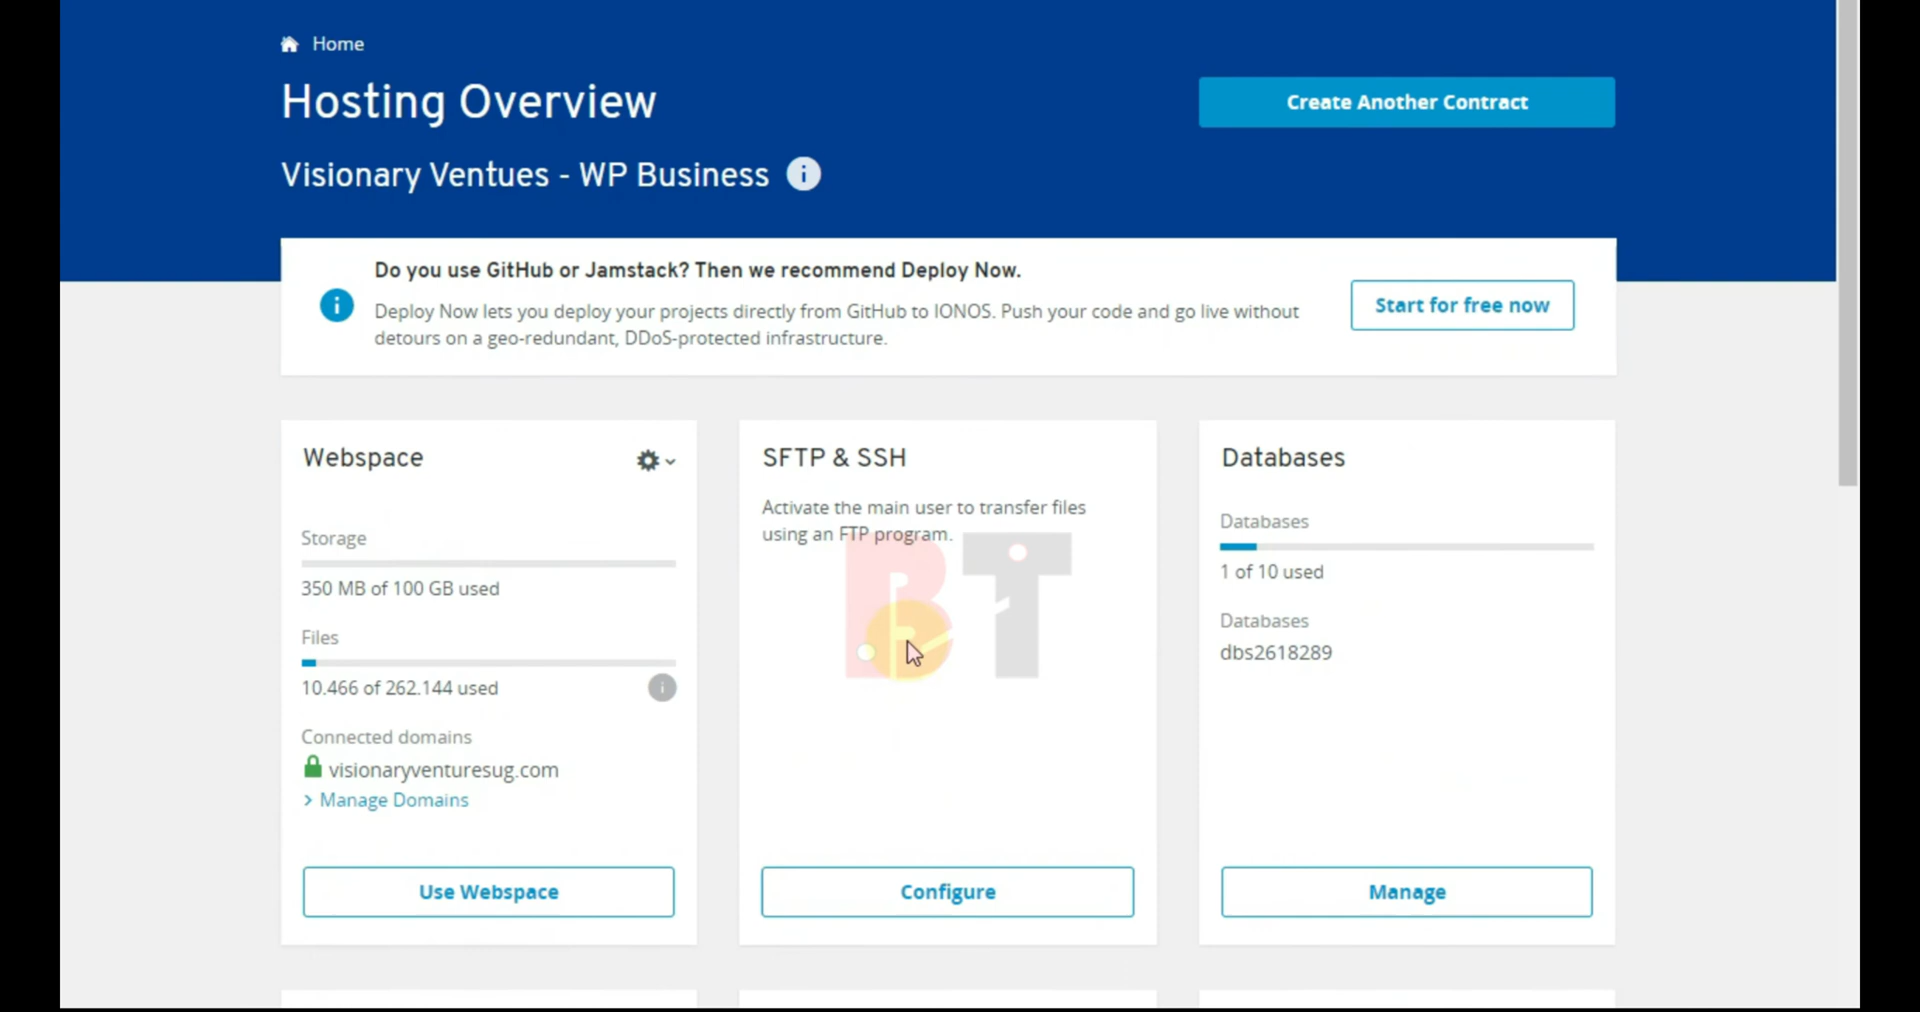 Home
Hosting Overview
Create Another Contract
Visionary Ventues - WP Business
Do you use GitHub or Jamstack? Then we recommend Deploy Now.
Deploy Now lets you deploy your projects directly from GitHub to IONOS. Push your code and go live without
detours on a geo-redundant, DDoS-protected infrastructure.
Start for free now
Webspace
Storage
350 MB of 100 GB used
Files
10.466 of 262.144 used
Connected domains
visionaryventuresug.com
Manage Domains
Use Webspace
SFTP & SSH
Activate the main user to transfer files
using an FTP program.
BT
Configure
Databases
Databases
1 of 10 used
Databases
dbs2618289
Manage